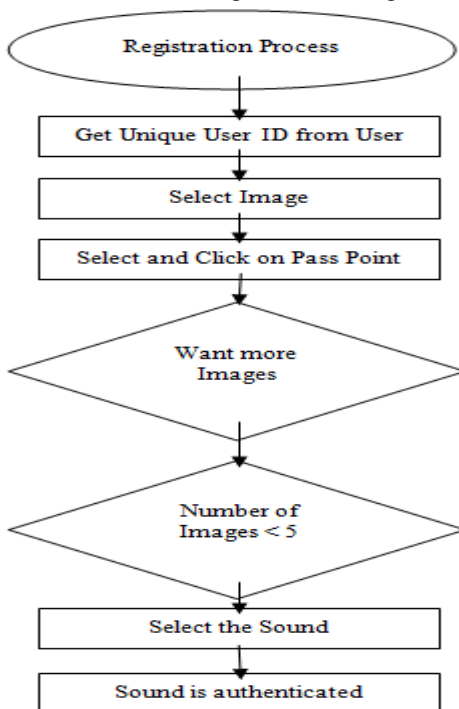 Registration Process
Get Unique User ID from User
Select Image
Select and Click on Pass Point
Want more
Images
Number of
Images < 5
Select the Sound
Sound is authenticated